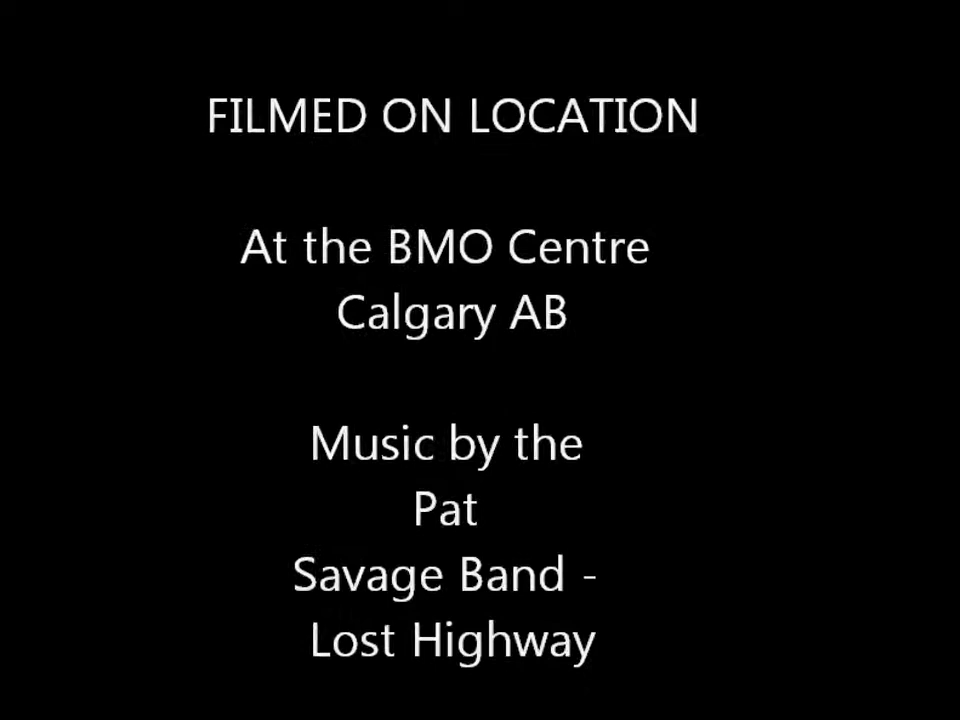 FILMED ON LOCATION
At the BMO Centre
Calgary AB
Music by the
Pat
Savage Band -
Lost Highway